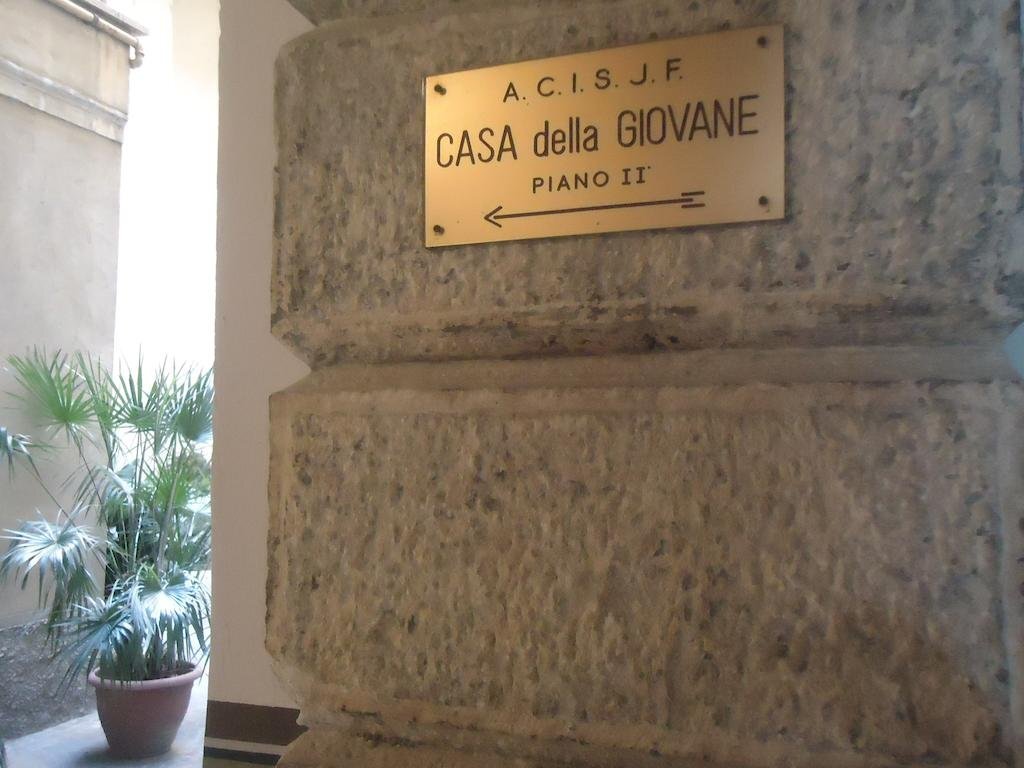 A.C.I.S.J.F.
CASA della GIOVANE
PIANO II°